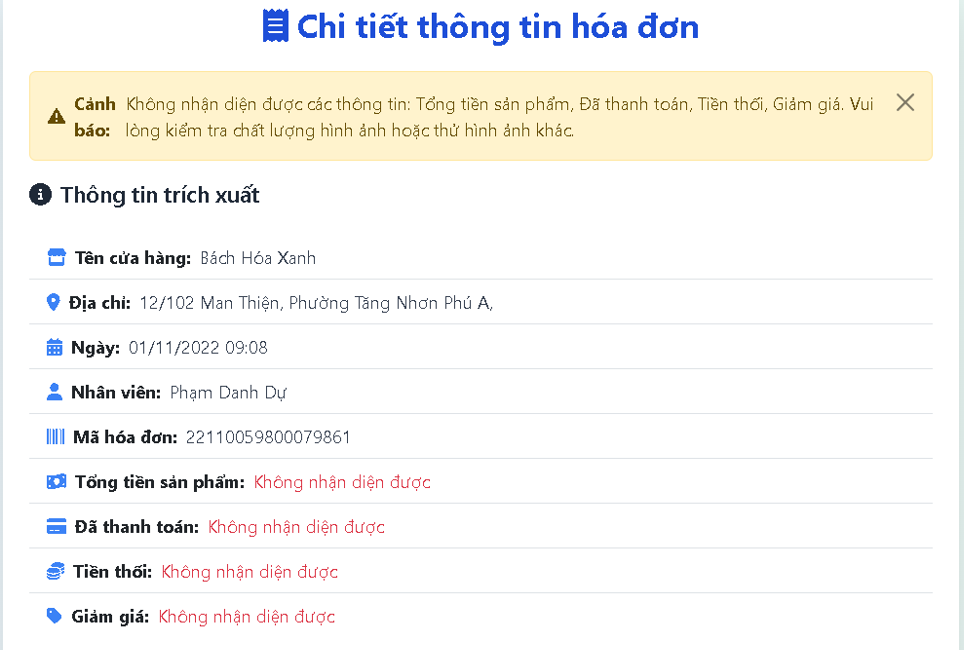 Chi tiết thông tin hóa đơn
Cảnh báo: Không nhận diện được các thông tin: Tổng tiền sản phẩm, Đã thanh toán, Tiền thối, Giảm giá. Vui
lòng kiểm tra chất lượng hình ảnh hoặc thử hình ảnh khác.
Thông tin trích xuất
Tên cửa hàng: Bách Hóa Xanh
Địa chỉ: 12/102 Man Thiện, Phường Tăng Nhơn Phú A,
Ngày: 01/11/2022 09:08
Nhân viên: Phạm Danh Dự
Mã hóa đơn: 22110059800079861
Tổng tiền sản phẩm: Không nhận diện được
Đã thanh toán: Không nhận diện được
Tiền thối: Không nhận diện được
Giảm giá: Không nhận diện được